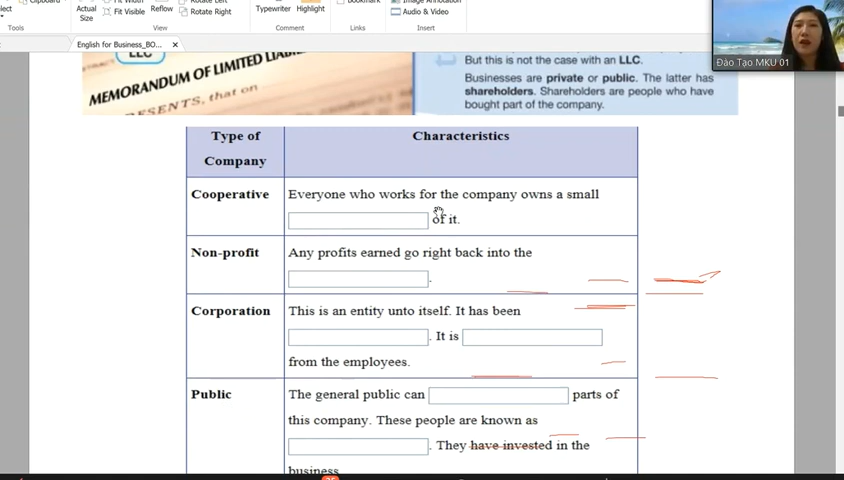 Clipboard
Actual
Size
Fit Width
Fit Visible
Reflow
Rotate Left
Rotate Right
Typewriter
Highlight
Bookmark
Image Annotation
Audio & Video
Tools
View
Comment
Links
Insert
English for Business_BO...
Đào Tạo MKU 01
LLC
MEMORANDUM OF LIMITED
PRESENTS, that on
But this is not the case with an LLC.
Businesses are private or public. The latter has
shareholders. Shareholders are people who have
bought part of the company.
Type of
Company
Characteristics
Cooperative
Everyone who works for the company owns a small
of it.
Non-profit
Any profits earned go right back into the
.
Corporation
This is an entity unto itself. It has been
. It is
from the employees.
Public
The general public can parts of
this company. These people are known as
. They have invested in the
business